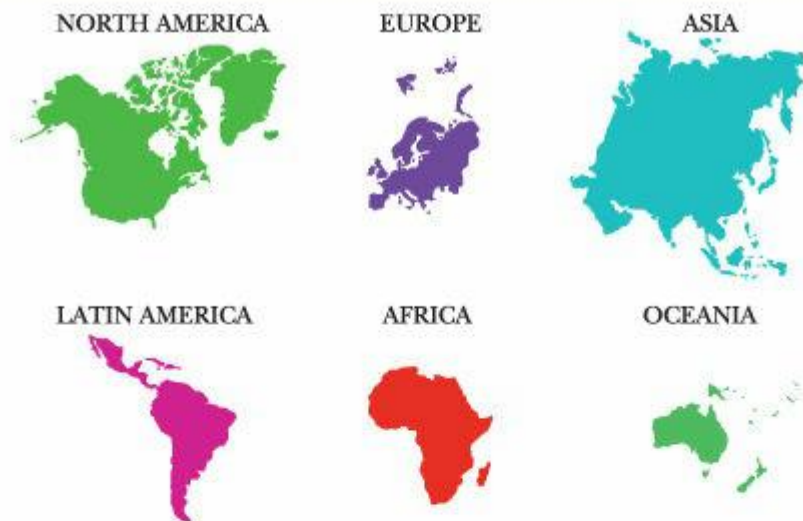 NORTH AMERICA
EUROPE
ASIA
LATIN AMERICA
AFRICA
OCEANIA